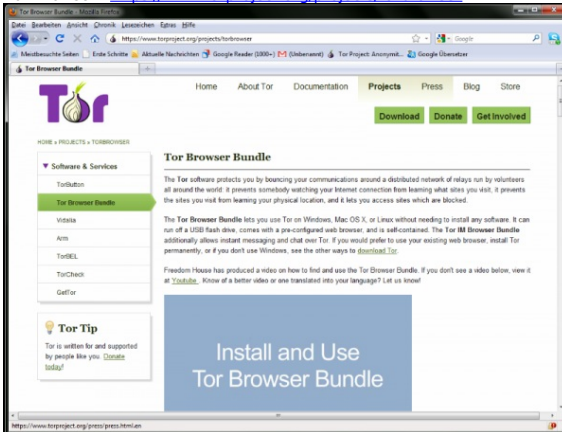 Tor Browser Bundle - Mozilla Firefox
Datei Bearbeiten Ansicht Chronik Lesezeichen Extras Hilfe
https://www.torproject.org/projects/torbrowser
Google
Meistbesuchte Seiten Erste Schritte Aktuelle Nachrichten Google Reader (1000+) (Unbenannt) Tor Project: Anonymit... Google Übersetzer
Tor Browser Bundle
Tor
Home About Tor Documentation Projects Press Blog Store
Download Donate Get Involved
HOME » PROJECTS » TORBROWSER
Software & Services
TorButton
Tor Browser Bundle
Vidalia
Arm
TorBEL
TorCheck
GetTor
Tor Tip
Tor is written for and supported
by people like you. Donate
today!
Tor Browser Bundle
The Tor software protects you by bouncing your communications around a distributed network of relays run by volunteers
all around the world: it prevents somebody watching your Internet connection from learning what sites you visit, it prevents
the sites you visit from learning your physical location, and it lets you access sites which are blocked.
The Tor Browser Bundle lets you use Tor on Windows, Mac OS X, or Linux without needing to install any software. It can
run off a USB flash drive, comes with a pre-configured web browser, and is self-contained. The Tor IM Browser Bundle
additionally allows instant messaging and chat over Tor. If you would prefer to use your existing web browser, install Tor
permanently, or if you don't use Windows, see the other ways to download Tor.
Freedom House has produced a video on how to find and use the Tor Browser Bundle. If you don't see a video below, view it
at Youtube . Know of a better video or one translated into your language? Let us know!
Install and Use
Tor Browser Bundle
https://www.torproject.org/press/press.html.en